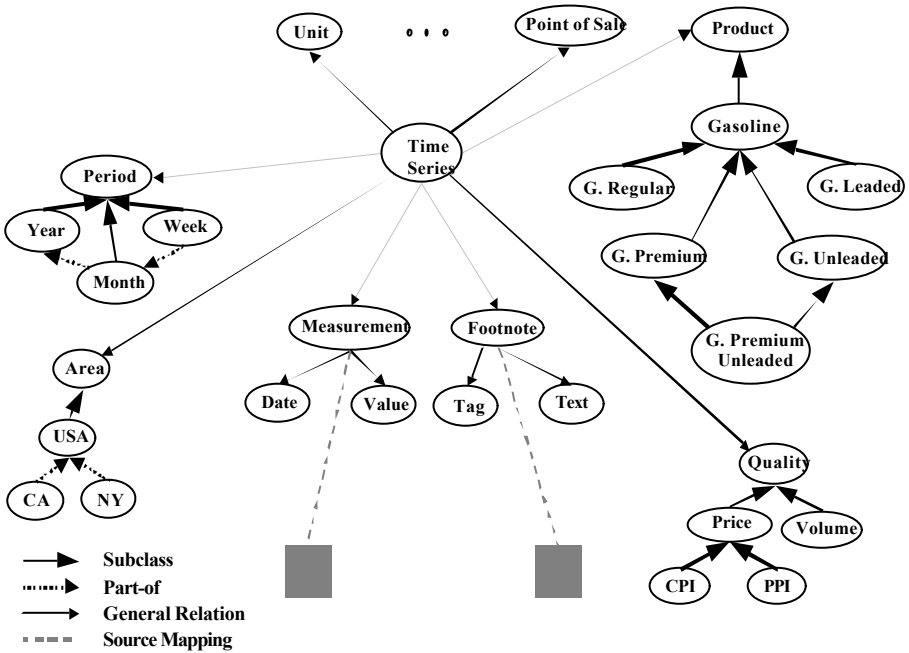 Unit
Point of Sale
Product
Gasoline
Time
Series
Period
G. Regular
G. Leaded
Year
Week
G. Premium
G. Unleaded
Month
Measurement
Footnote
G. Premium
Unleaded
Area
Date
Value
Tag
Text
USA
Quality
CA
NY
Price
Volume
CPI
PPI
Subclass
Part-of
General Relation
Source Mapping